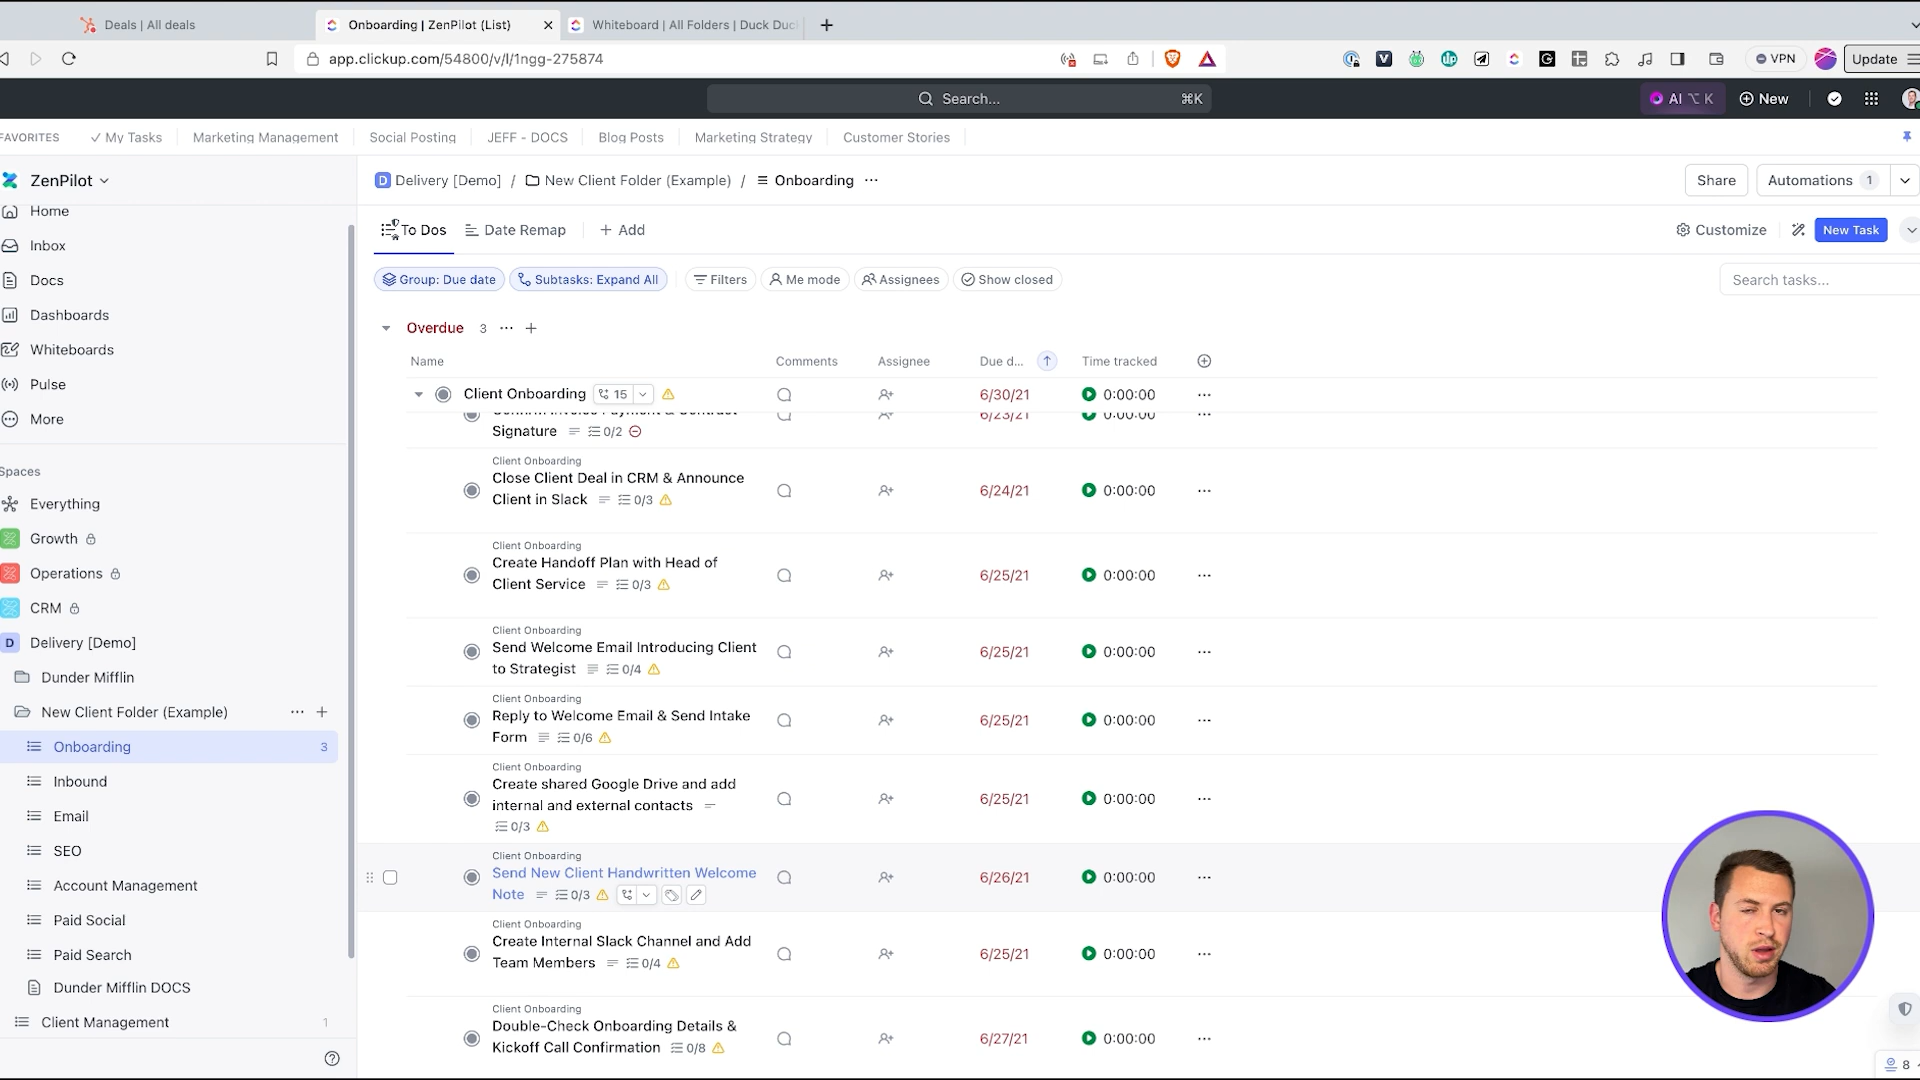 Deals | All deals
Onboarding | ZenPilot (List)
Whiteboard | All Folders | Duck Duc
app.clickup.com/54800/v/l/1ngg-275874
VPN
Update
Search...
⌘K
AI ⌥ K
New
FAVORITES
My Tasks
Marketing Management
Social Posting
JEFF - DOCS
Blog Posts
Marketing Strategy
Customer Stories
ZenPilot
Delivery [Demo] / New Client Folder (Example) / Onboarding
Share
Automations 1
Home
Inbox
Docs
Dashboards
Whiteboards
Pulse
More
Spaces
Everything
Growth
Operations
CRM
D Delivery [Demo]
Dunder Mifflin
New Client Folder (Example)
Onboarding 3
Inbound
Email
SEO
Account Management
Paid Social
Paid Search
Dunder Mifflin DOCS
Client Management 1
To Dos
Date Remap
+ Add
Customize
New Task
Group: Due date
Subtasks: Expand All
Filters
Me mode
Assignees
Show closed
Search tasks...
Overdue 3
Name Comments Assignee Due d... Time tracked
Client Onboarding 15 6/30/21 0:00:00
Confirm Invoice Payment & Contract 6/23/21 0:00:00
Signature 0/2
Client Onboarding
Close Client Deal in CRM & Announce
Client in Slack 0/3 6/24/21 0:00:00
Client Onboarding
Create Handoff Plan with Head of
Client Service 0/3 6/25/21 0:00:00
Client Onboarding
Send Welcome Email Introducing Client
to Strategist 0/4 6/25/21 0:00:00
Client Onboarding
Reply to Welcome Email & Send Intake
Form 0/6 6/25/21 0:00:00
Client Onboarding
Create shared Google Drive and add
internal and external contacts 6/25/21 0:00:00
0/3
Client Onboarding
Send New Client Handwritten Welcome
Note 0/3 6/26/21 0:00:00
Client Onboarding
Create Internal Slack Channel and Add
Team Members 0/4 6/25/21 0:00:00
Client Onboarding
Double-Check Onboarding Details &
Kickoff Call Confirmation 0/8 6/27/21 0:00:00
8